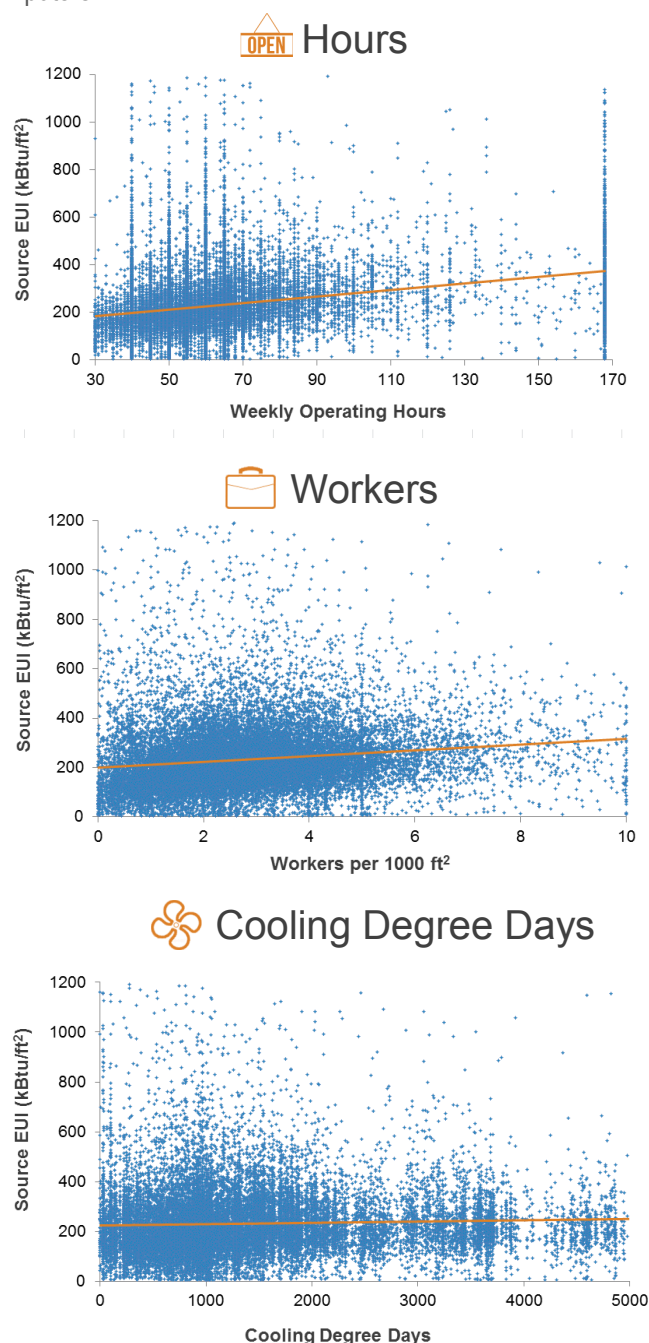 OPEN Hours
1200
1000
800
600
400
200
0
Source EUI (kBtu/ft²)
30 50 70 90 110 130 150 170
Weekly Operating Hours
Workers
1200
1000
800
600
400
200
0
Source EUI (kBtu/ft²)
0 2 4 6 8 10
Workers per 1000 ft²
Cooling Degree Days
1200
1000
800
600
400
200
0
Source EUI (kBtu/ft²)
0 1000 2000 3000 4000 5000
Cooling Degree Days